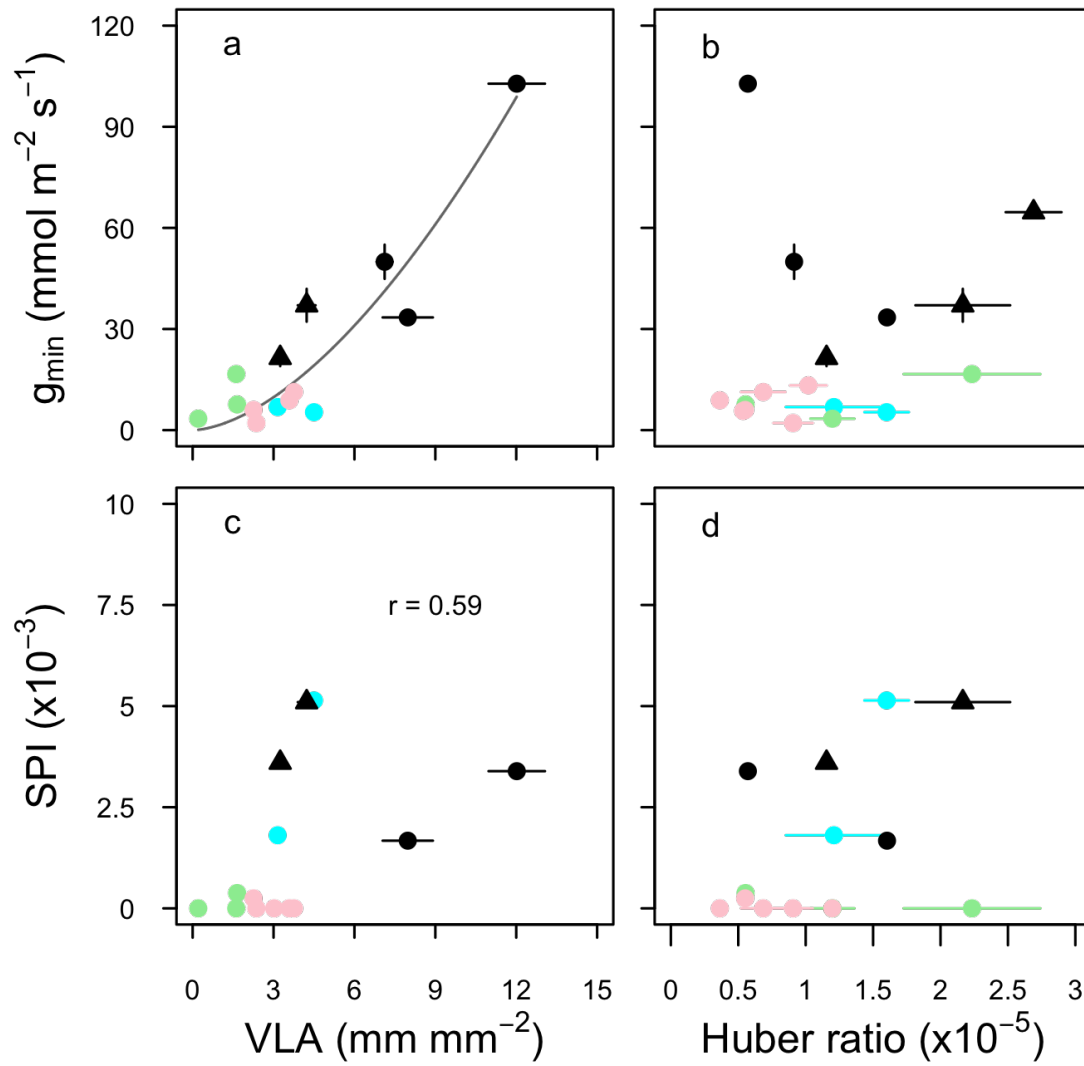 a
b
120
90
60
30
0
g_min (mmol m⁻² s⁻¹)
c
d
r = 0.59
10
7.5
5
2.5
0
SPI (x10⁻³)
0 3 6 9 12 15
0 0.5 1 1.5 2 2.5 3
VLA (mm mm⁻²)
Huber ratio (x10⁻⁵)